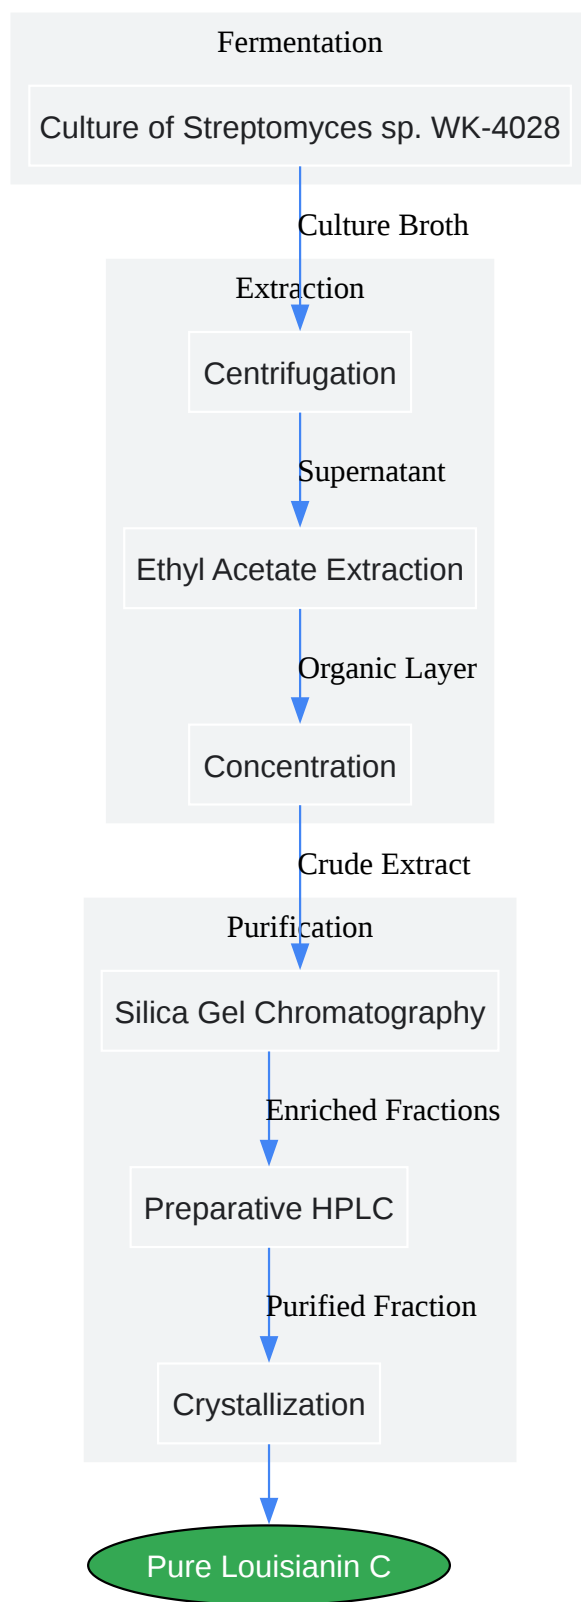 Fermentation
Culture of Streptomyces sp. WK-4028
Culture Broth
Extraction
Centrifugation
Supernatant
Ethyl Acetate Extraction
Organic Layer
Concentration
Crude Extract
Purification
Silica Gel Chromatography
Enriched Fractions
Preparative HPLC
Purified Fraction
Crystallization
Pure Louisianin C